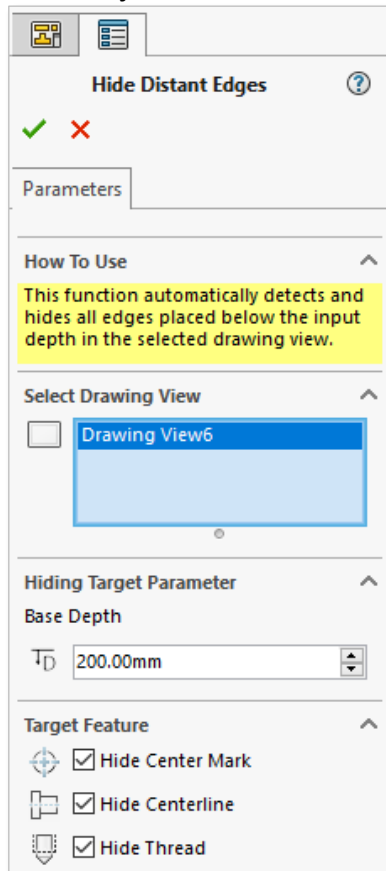 Hide Distant Edges
Parameters
How To Use
This function automatically detects and
hides all edges placed below the input
depth in the selected drawing view.
Select Drawing View
Drawing View6
Hiding Target Parameter
Base Depth
D 200.00mm
Target Feature
Hide Center Mark
Hide Centerline
Hide Thread